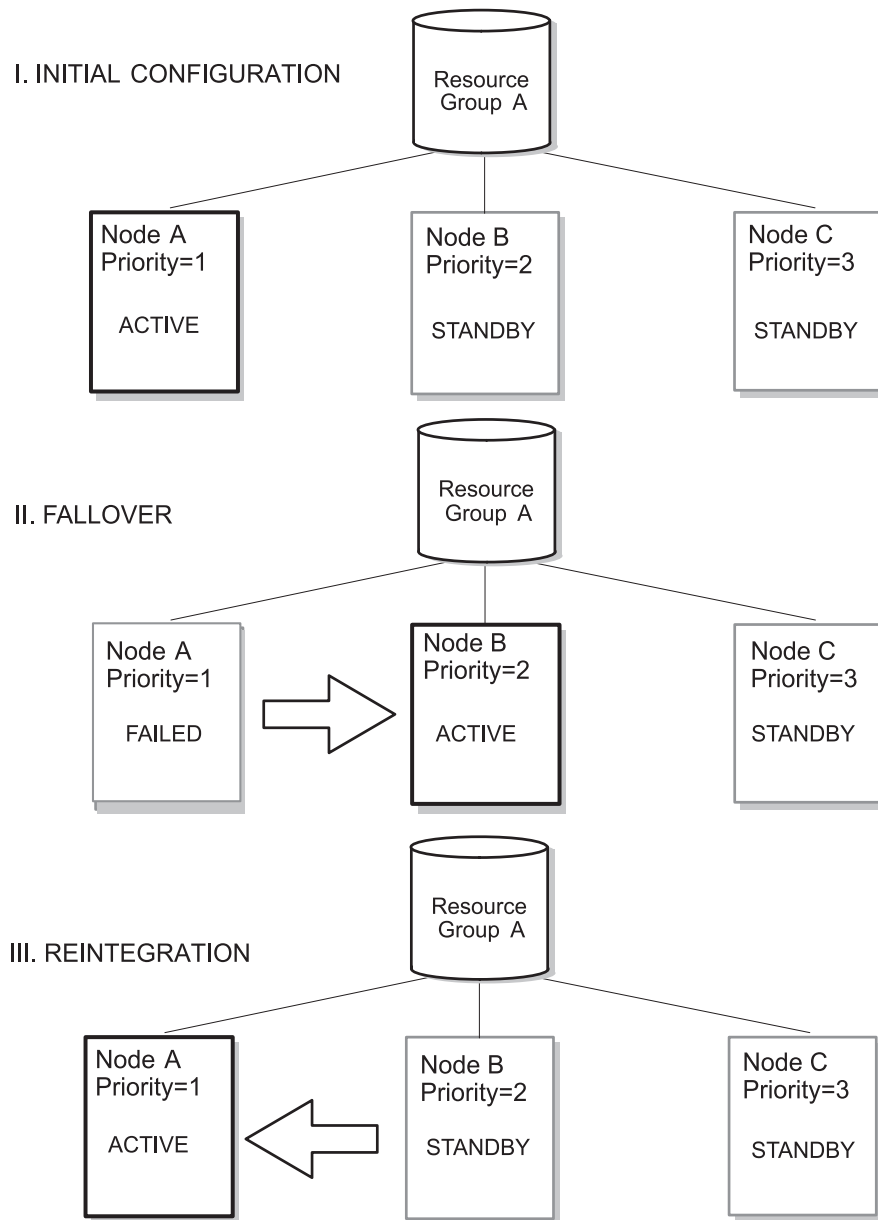 I. INITIAL CONFIGURATION
Resource
Group A
Node A
Priority=1
ACTIVE
Node B
Priority=2
STANDBY
Node C
Priority=3
STANDBY
II. FALLOVER
Resource
Group A
Node A
Priority=1
FAILED
Node B
Priority=2
ACTIVE
Node C
Priority=3
STANDBY
III. REINTEGRATION
Resource
Group A
Node A
Priority=1
ACTIVE
Node B
Priority=2
STANDBY
Node C
Priority=3
STANDBY